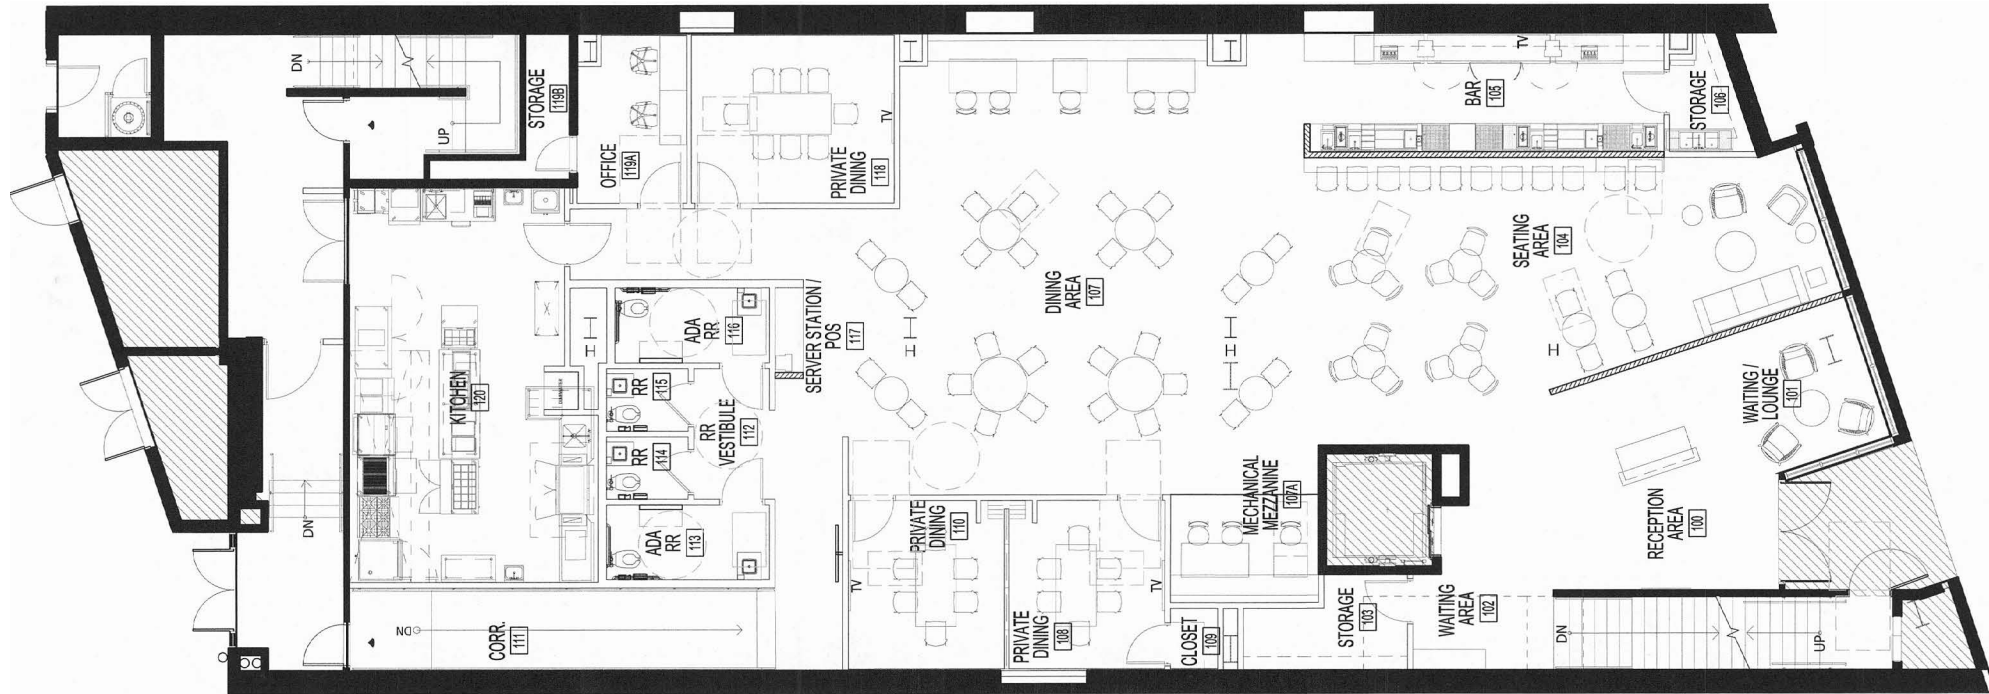 DN
UP
STORAGE
119B
OFFICE
119A
PRIVATE
DINING
118
TV
TV
BAR
105
STORAGE
106
SEATING
AREA
104
DINING
AREA
107
SERVER STATION /
POS
117
ADA
RR
116
RR
115
RR
VESTIBULE
112
RR
114
ADA
RR
113
KITCHEN
120
DN
CORR.
111
DN
PRIVATE
DINING
110
TV
PRIVATE
DINING
108
TV
CLOSET
109
MECHANICAL
MEZZANINE
107A
STORAGE
103
WAITING
AREA
102
RECEPTION
AREA
100
WAITING /
LOUNGE
101
DN
UP